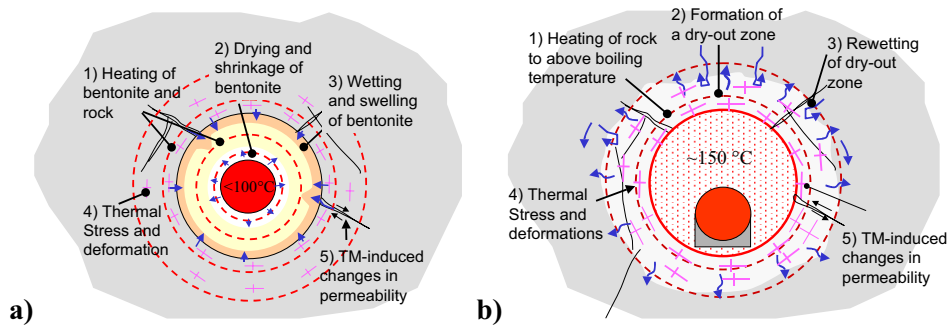 1) Heating of
bentonite and
rock
2) Drying and
shrinkage of
bentonite
3) Wetting
and swelling
of bentonite
<100°C
4) Thermal
Stress and
deformation
5) TM-induced
changes in
permeability
a)
1) Heating of rock
to above boiling
temperature
2) Formation of
a dry-out zone
3) Rewetting
of dry-out
zone
~150 °C
4) Thermal
Stress and
deformations
5) TM-induced
changes in
permeability
b)